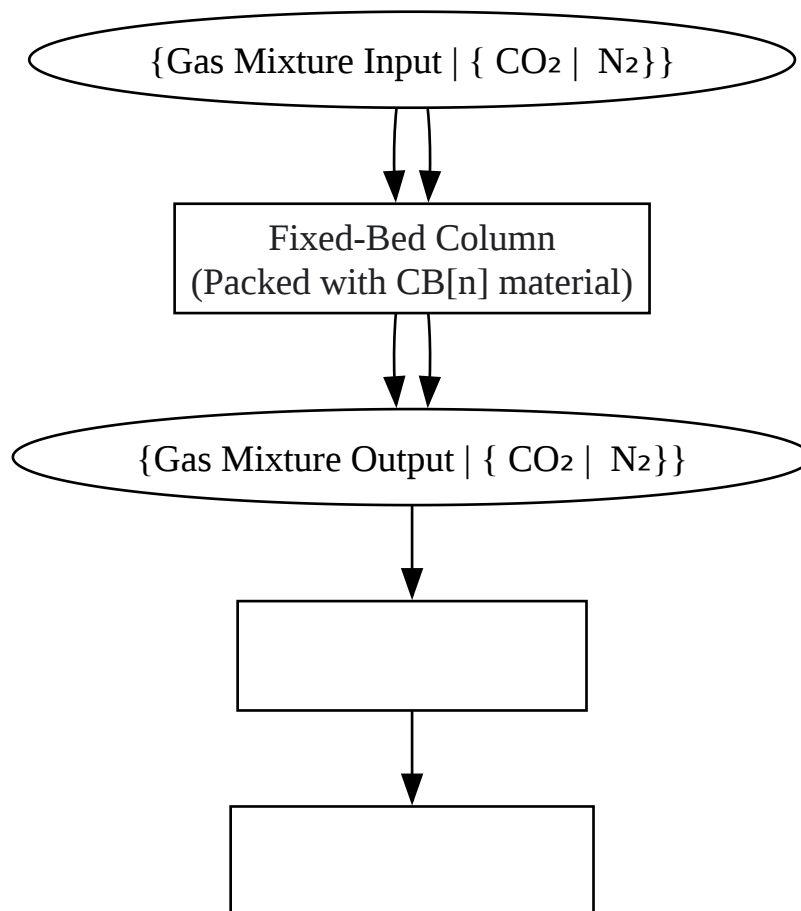 {Gas Mixture Input | { CO₂ | N₂}}
Fixed-Bed Column
(Packed with CB[n] material)
{Gas Mixture Output | { CO₂ | N₂}}